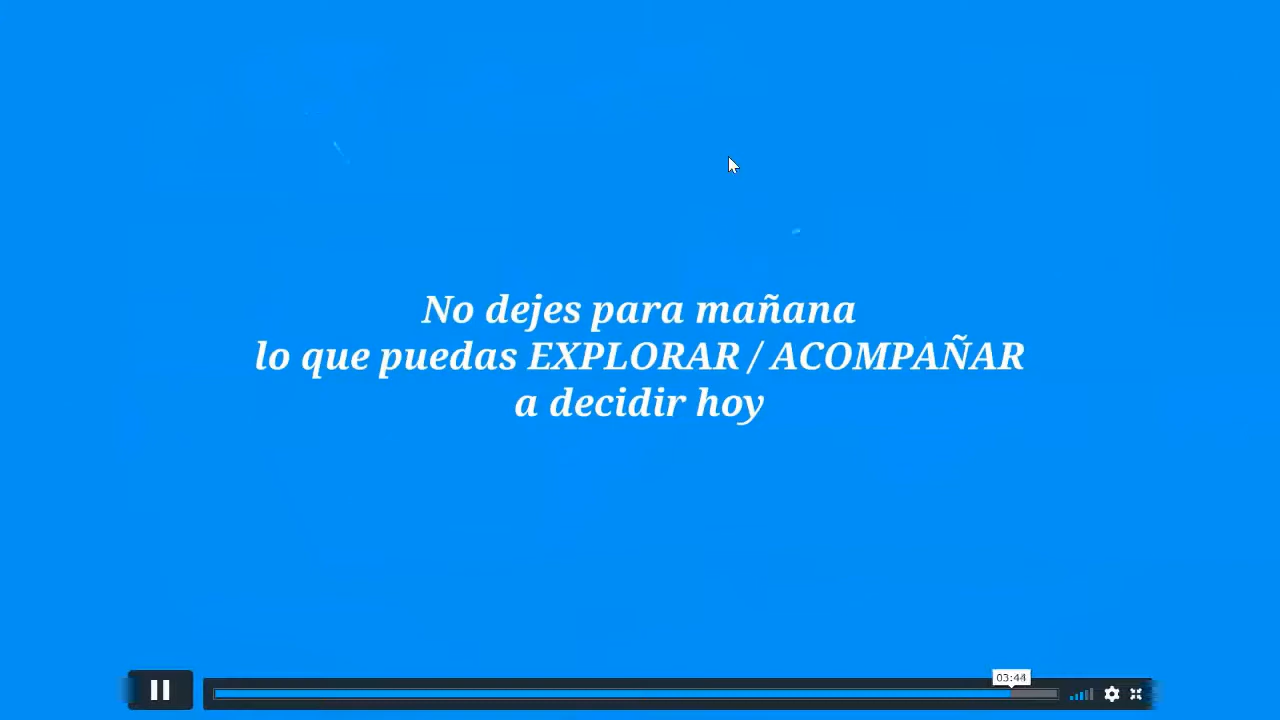 No dejes para mañana
lo que puedas EXPLORAR / ACOMPAÑAR
a decidir hoy
03:44